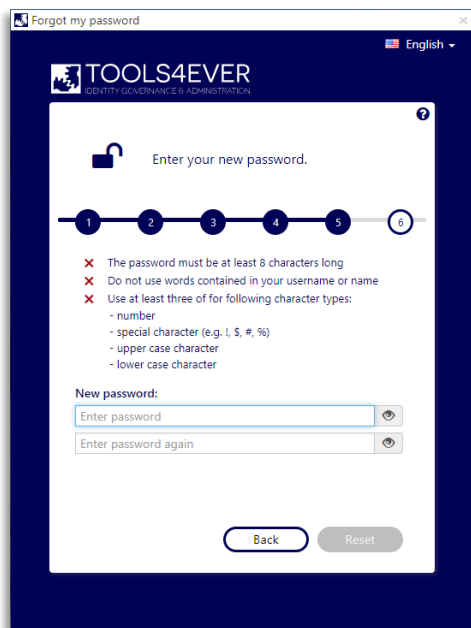 Forgot my password
English
TOOLS4EVER
IDENTITY GOVERNANCE & ADMINISTRATION
Enter your new password.
1 2 3 4 5 6
The password must be at least 8 characters long
Do not use words contained in your username or name
Use at least three of for following character types:
- number
- special character (e.g. !, $, #, %)
- upper case character
- lower case character
New password:
Enter password
Enter password again
Back Reset